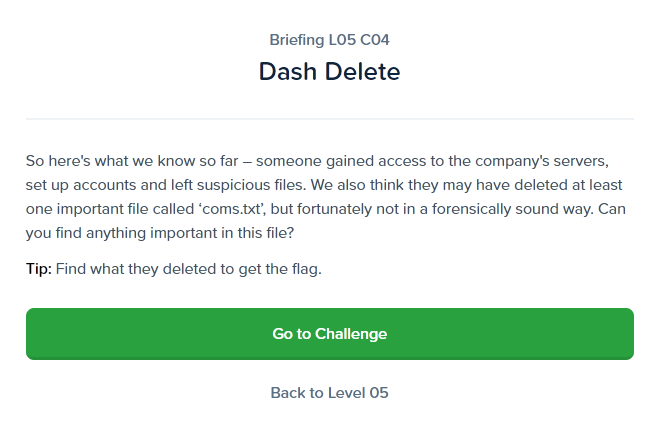 Briefing L05 C04
Dash Delete
So here's what we know so far – someone gained access to the company's servers,
set up accounts and left suspicious files. We also think they may have deleted at least
one important file called ‘coms.txt’, but fortunately not in a forensically sound way. Can
you find anything important in this file?
Tip: Find what they deleted to get the flag.
Go to Challenge
Back to Level 05